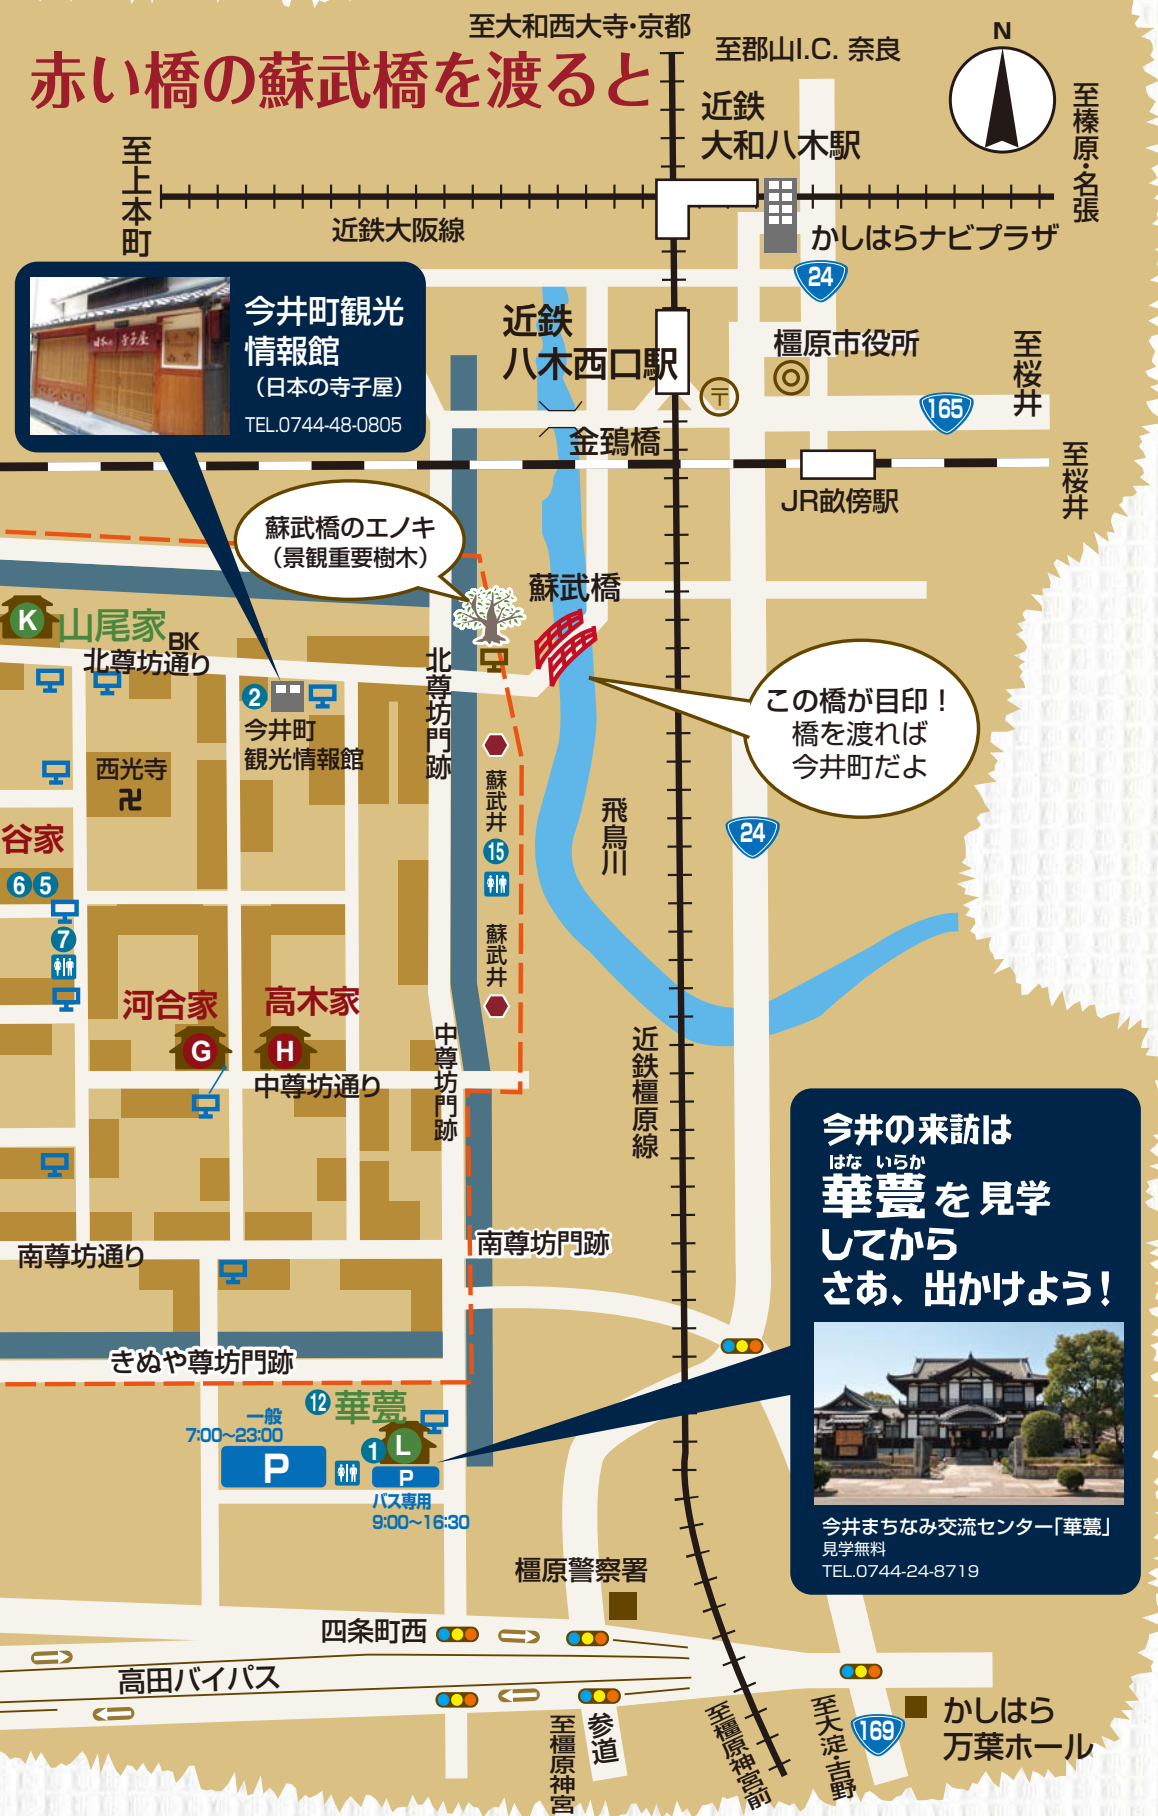 至大和西大寺・京都
至郡山I.C. 奈良
N
赤い橋の蘇武橋を渡ると
近鉄
大和八木駅
至榛原・名張
至上本町
近鉄大阪線
かしはらナビプラザ
24
今井町観光
情報館
（日本の寺子屋）
TEL.0744-48-0805
近鉄
八木西口駅
橿原市役所
〒
至桜井
165
金鵄橋
至桜井
JR畝傍駅
蘇武橋のエノキ
（景観重要樹木）
蘇武橋
K
山尾家
BK
北尊坊通り
北尊坊門跡
2
今井町
観光情報館
この橋が目印！
橋を渡れば
今井町だよ
西光寺
卍
蘇武井
15
飛鳥川
24
谷家
6 5
7
蘇武井
河合家
高木家
G
H
中尊坊通り
中尊坊門跡
近鉄橿原線
今井の来訪は
はな いらか
華甍を見学
してから
さあ、出かけよう！
今井まちなみ交流センター「華甍」
見学無料
TEL.0744-24-8719
南尊坊門跡
南尊坊通り
きぬや尊坊門跡
12
華甍
一般
7:00~23:00
P
1
L
P
バス専用
9:00~16:30
橿原警察署
四条町西
高田バイパス
至橿原神宮
参道
至橿原神宮前
至大淀・吉野
169
かしはら
万葉ホール